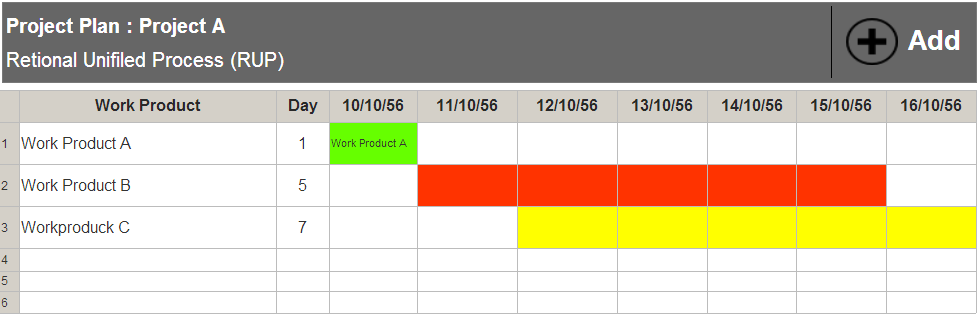 Project Plan : Project A
Retional Unifiled Process (RUP)
Add
Work Product Day 10/10/56 11/10/56 12/10/56 13/10/56 14/10/56 15/10/56 16/10/56
1 Work Product A 1 Work Product A
2 Work Product B 5
3 Workproduck C 7
4
5
6